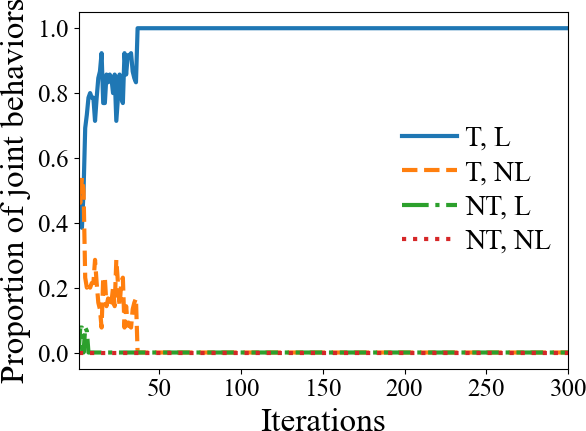 Proportion of joint behaviors
1.0
0.8
0.6
0.4
0.2
0.0
T, L
T, NL
NT, L
NT, NL
50 100 150 200 250 300
Iterations